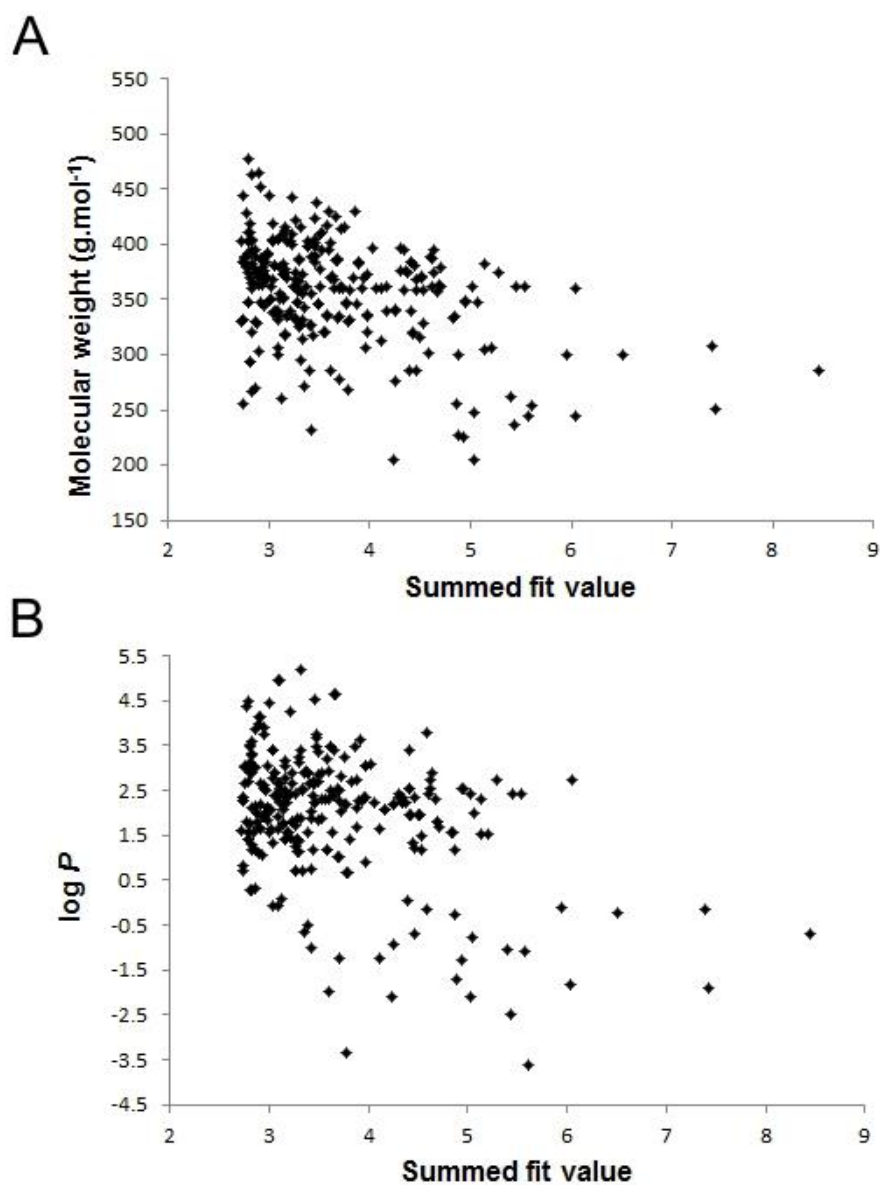 A
Molecular weight (g.mol-1)
550
500
450
400
350
300
250
200
150
2 3 4 5 6 7 8 9
Summed fit value
B
log P
5.5
4.5
3.5
2.5
1.5
0.5
-0.5
-1.5
-2.5
-3.5
-4.5
2 3 4 5 6 7 8 9
Summed fit value